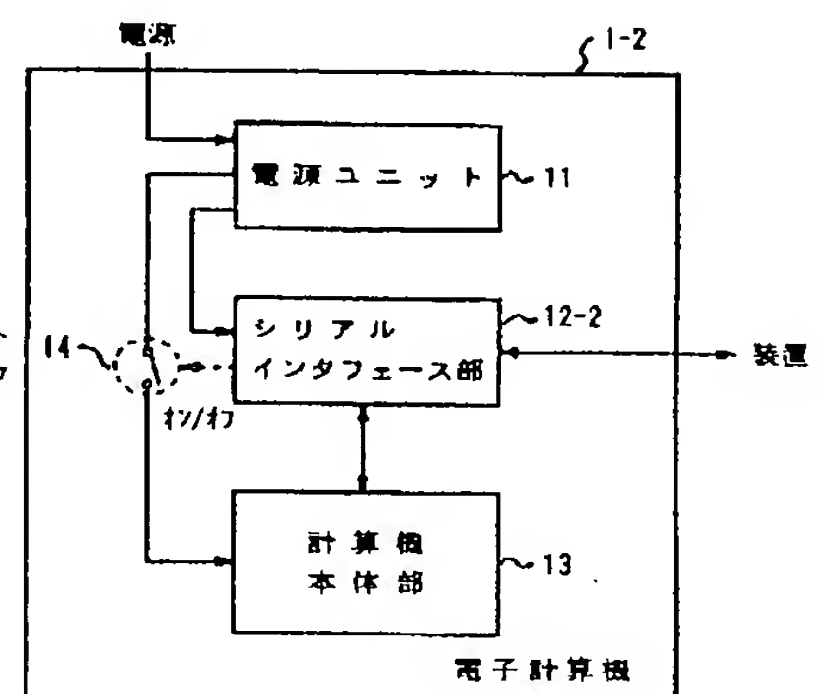 電源
1-2
電源ユニット
11
シリアル
インタフェース部
12-2
14
オン/オフ
装置
計算機
本体部
13
電子計算機